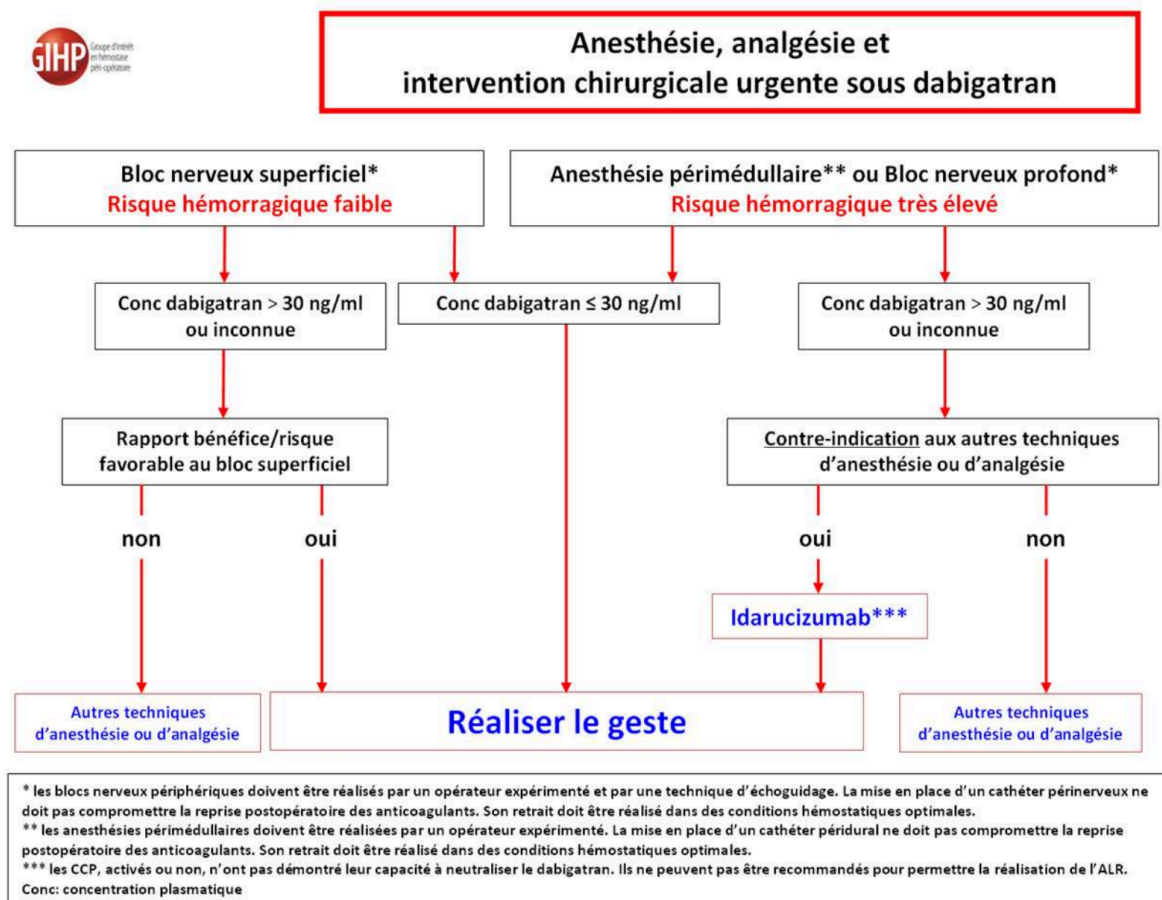 GIHP
Groupe d'intérêt
en hémostase
péri-opératoire
Anesthésie, analgésie et
intervention chirurgicale urgente sous dabigatran
Bloc nerveux superficiel*
Risque hémorragique faible
Anesthésie périmédullaire** ou Bloc nerveux profond*
Risque hémorragique très élevé
Conc dabigatran > 30 ng/ml
ou inconnue
Conc dabigatran ≤ 30 ng/ml
Conc dabigatran > 30 ng/ml
ou inconnue
Rapport bénéfice/risque
favorable au bloc superficiel
Contre-indication aux autres techniques
d'anesthésie ou d'analgésie
non
oui
oui
non
Idarucizumab***
Autres techniques
d'anesthésie ou d'analgésie
Réaliser le geste
Autres techniques
d'anesthésie ou d'analgésie
* les blocs nerveux périphériques doivent être réalisés par un opérateur expérimenté et par une technique d'échoguidage. La mise en place d'un cathéter périnerveux ne
doit pas compromettre la reprise postopératoire des anticoagulants. Son retrait doit être réalisé dans des conditions hémostatiques optimales.
** les anesthésies périmédullaires doivent être réalisées par un opérateur expérimenté. La mise en place d'un cathéter péridural ne doit pas compromettre la reprise
postopératoire des anticoagulants. Son retrait doit être réalisé dans des conditions hémostatiques optimales.
*** les CCP, activés ou non, n'ont pas démontré leur capacité à neutraliser le dabigatran. Ils ne peuvent pas être recommandés pour permettre la réalisation de l'ALR.
Conc: concentration plasmatique